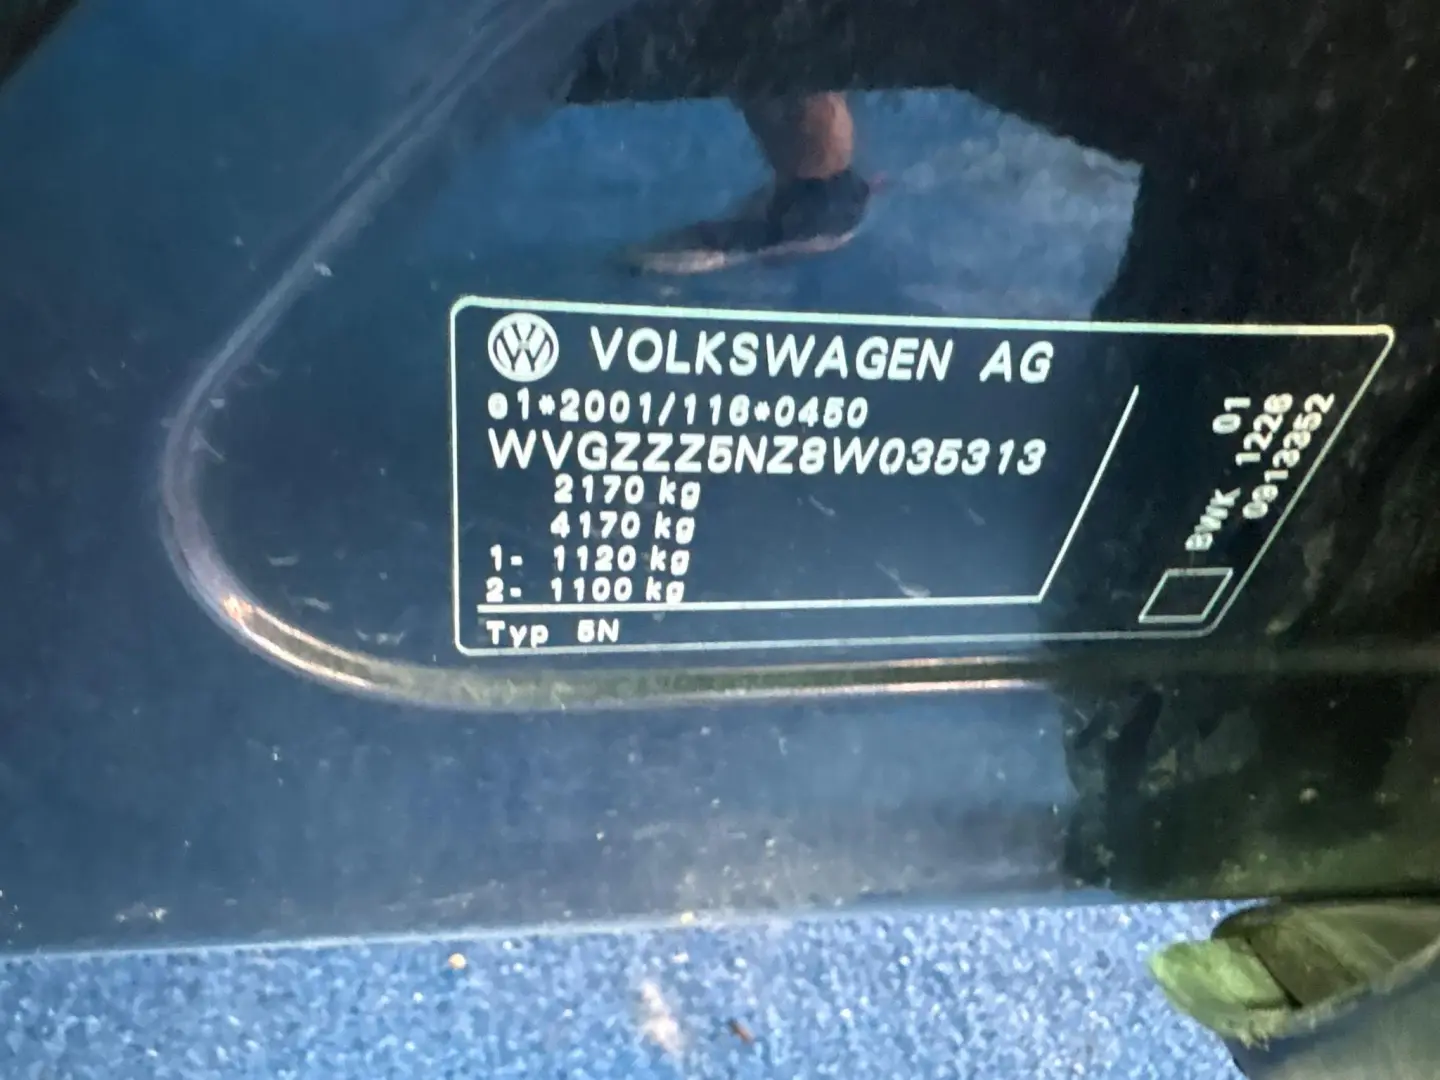 VOLKSWAGEN AG
e1*2001/116*0450
WVGZZZ5NZ8W035313
2170 kg
4170 kg
1- 1120 kg
2- 1100 kg
Typ 5N
01
BWK 1226
0913352